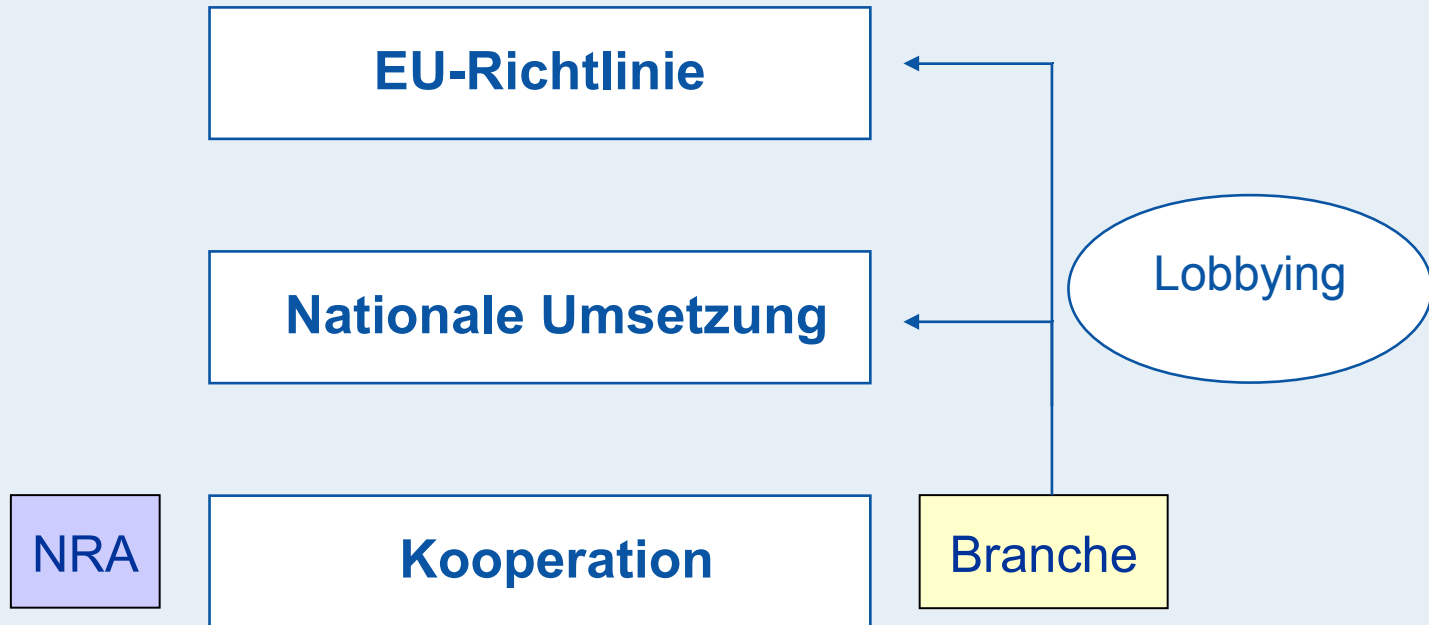 EU-Richtlinie
Lobbying
Nationale Umsetzung
NRA
Kooperation
Branche